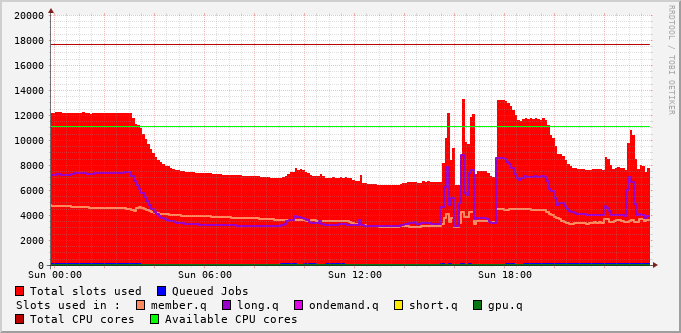 20000
18000
16000
14000
12000
10000
8000
6000
4000
2000
0
Sun 00:00 Sun 06:00 Sun 12:00 Sun 18:00
Total slots used Queued Jobs
Slots used in : member.q long.q ondemand.q short.q gpu.q
Total CPU cores Available CPU cores
RRDTOOL / TOBI OETIKER